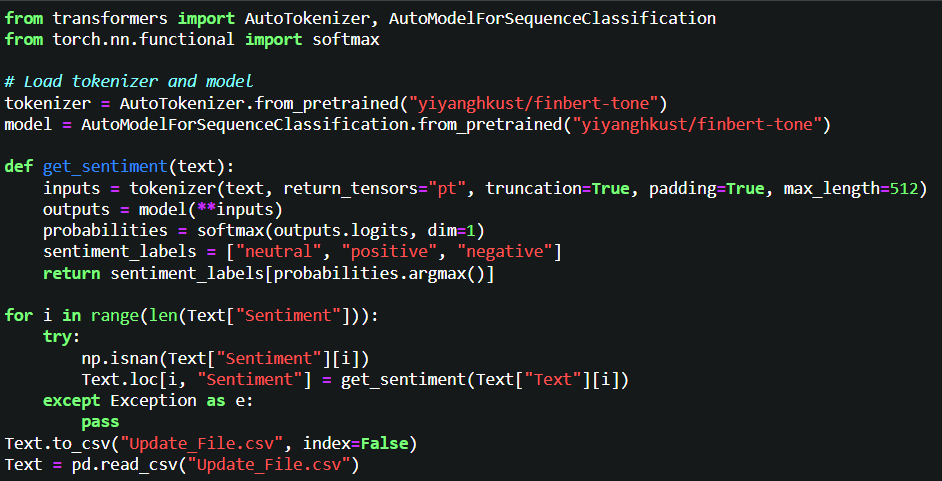 from transformers import AutoTokenizer, AutoModelForSequenceClassification
from torch.nn.functional import softmax

# Load tokenizer and model
tokenizer = AutoTokenizer.from_pretrained("yiyanghkust/finbert-tone")
model = AutoModelForSequenceClassification.from_pretrained("yiyanghkust/finbert-tone")

def get_sentiment(text):
    inputs = tokenizer(text, return_tensors="pt", truncation=True, padding=True, max_length=512)
    outputs = model(**inputs)
    probabilities = softmax(outputs.logits, dim=1)
    sentiment_labels = ["neutral", "positive", "negative"]
    return sentiment_labels[probabilities.argmax()]

for i in range(len(Text["Sentiment"])):
    try:
        np.isnan(Text["Sentiment"][i])
        Text.loc[i, "Sentiment"] = get_sentiment(Text["Text"][i])
    except Exception as e:
        pass
Text.to_csv("Update_File.csv", index=False)
Text = pd.read_csv("Update_File.csv")